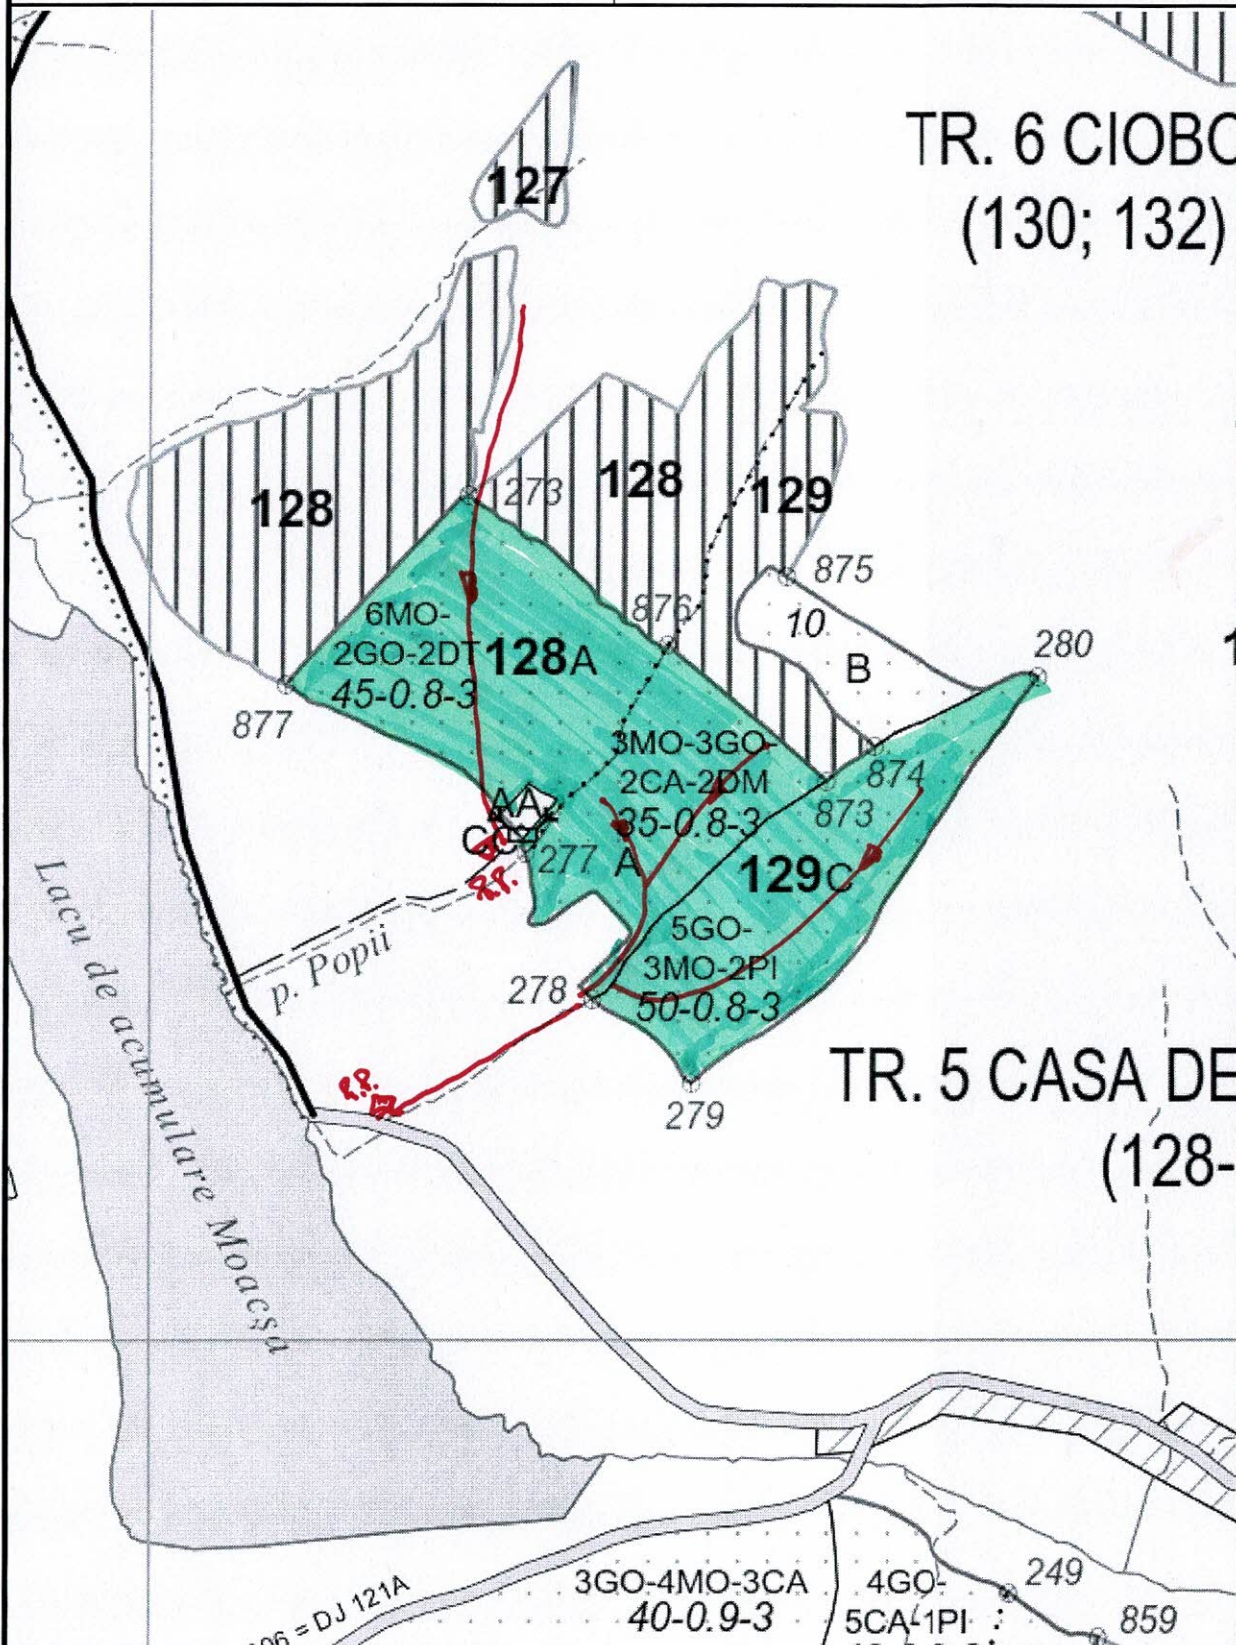 TR. 6 CIOBO
(130; 132)
127
128
1273
128
129
875
10
B
876
280
6MO-
2GO-2DT
45-0.8-3
128A
877
3MO-3GO-
2CA-2DM
35-0.8-3
A
874
873
277
R.P.
129C
5GO-
3MO-2PI
50-0.8-3
p. Popii
278
R.P.
279
TR. 5 CASA DE
(128-
Lacu de acumulare Moacșa
06 = DJ 121A
3GO-4MO-3CA
40-0.9-3
4GO-
5CA-1PI
249
859